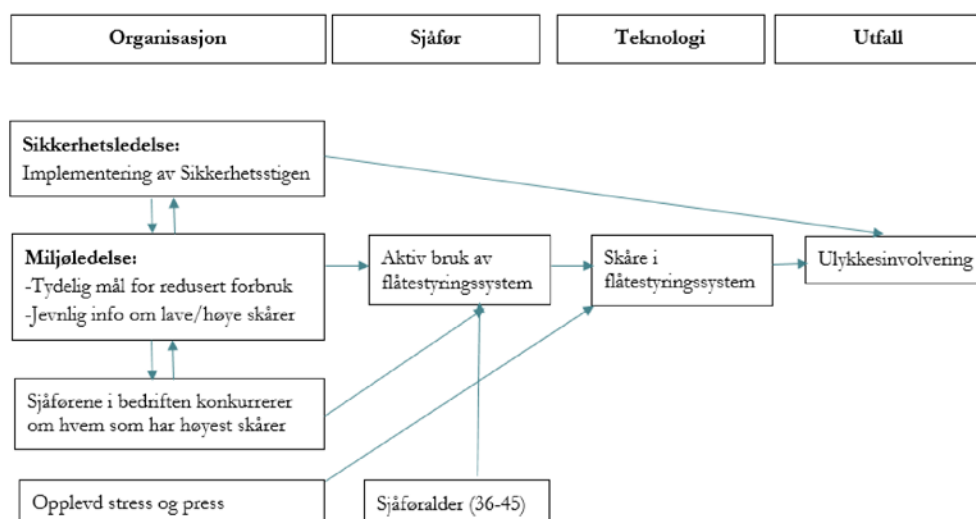 Organisasjon
Sjåfør
Teknologi
Utfall
Sikkerhetsledelse:
Implementering av Sikkerhetsstigen
Miljøledelse:
-Tydelig mål for redusert forbruk
-Jevnlig info om lave/høye skårer
Aktiv bruk av
flåtestyringssystem
Skåre i
flåtestyringssystem
Ulykkesinvolvering
Sjåførene i bedriften konkurrerer
om hvem som har høyest skårer
Opplevd stress og press
Sjåføralder (36-45)